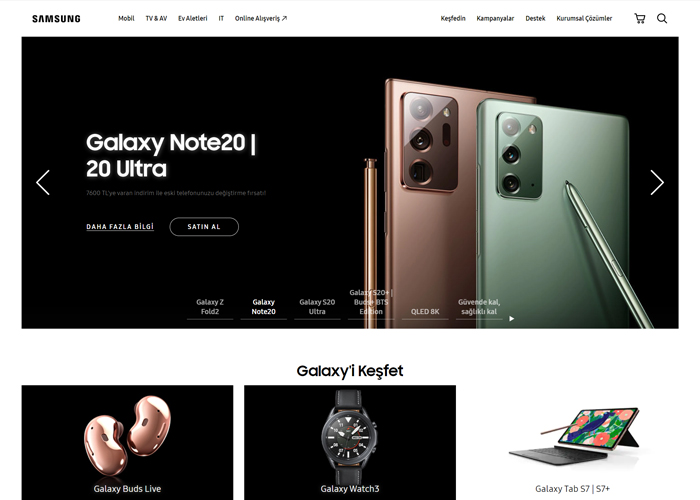 SAMSUNG
Mobil
TV & AV
Ev Aletleri
IT
Online Alışveriş
Keşfedin
Kampanyalar
Destek
Kurumsal Çözümler
Galaxy Note20 |
20 Ultra
7600 TL'ye varan indirim ile eski telefonunuzu değiştirme fırsatı!
DAHA FAZLA BİLGİ
SATIN AL
Galaxy Z
Fold2
Galaxy
Note20
Galaxy S20
Ultra
Galaxy S20+ |
Buds+ BTS
Edition
QLED 8K
Güvende kal,
sağlıklı kal
Galaxy'i Keşfet
Galaxy Buds Live
Galaxy Watch3
Galaxy Tab S7 | S7+